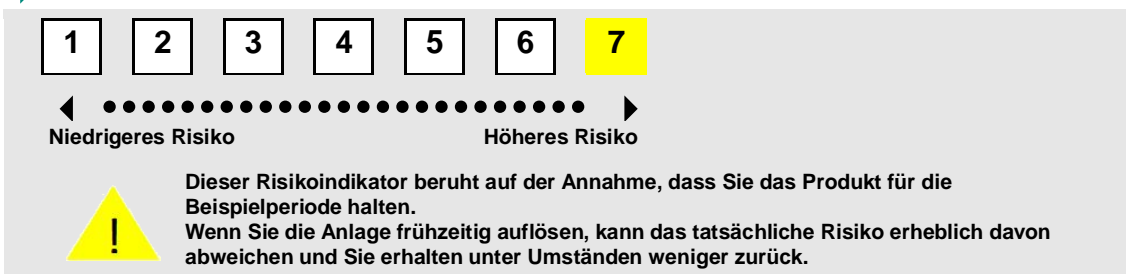 1 2 3 4 5 6 7
Niedrigeres Risiko Höheres Risiko
!
Dieser Risikoindikator beruht auf der Annahme, dass Sie das Produkt für die
Beispielperiode halten.
Wenn Sie die Anlage frühzeitig auflösen, kann das tatsächliche Risiko erheblich davon
abweichen und Sie erhalten unter Umständen weniger zurück.